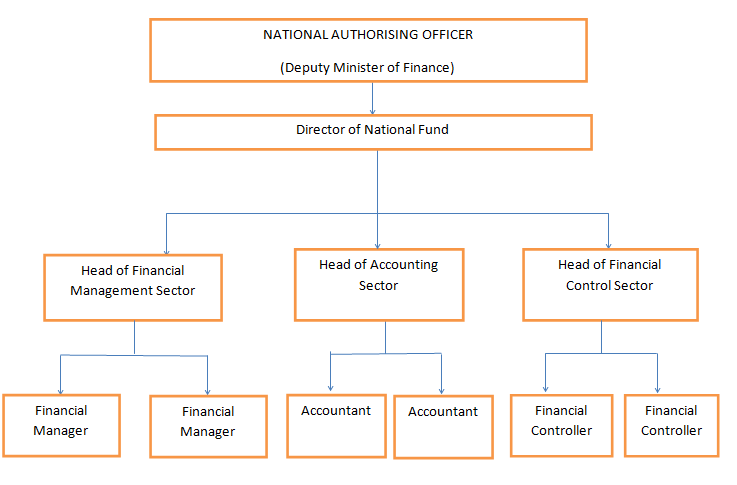 NATIONAL AUTHORISING OFFICER
(Deputy Minister of Finance)
Director of National Fund
Head of Financial
Management Sector
Head of Accounting
Sector
Head of Financial
Control Sector
Financial
Manager
Financial
Manager
Accountant
Accountant
Financial
Controller
Financial
Controller